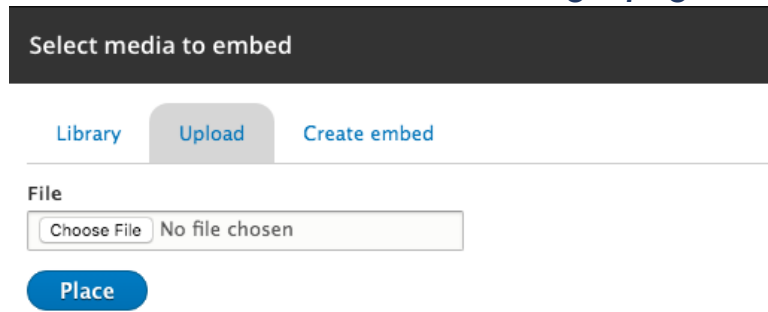 Select media to embed
Library Upload Create embed
File
Choose File No file chosen
Place